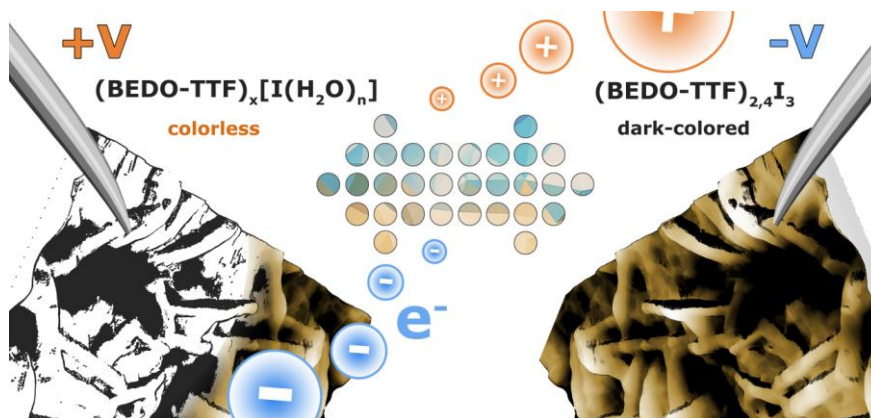 +V
-V
(BEDO-TTF)x[I(H2O)n]
(BEDO-TTF)2,4I3
colorless
dark-colored
e-